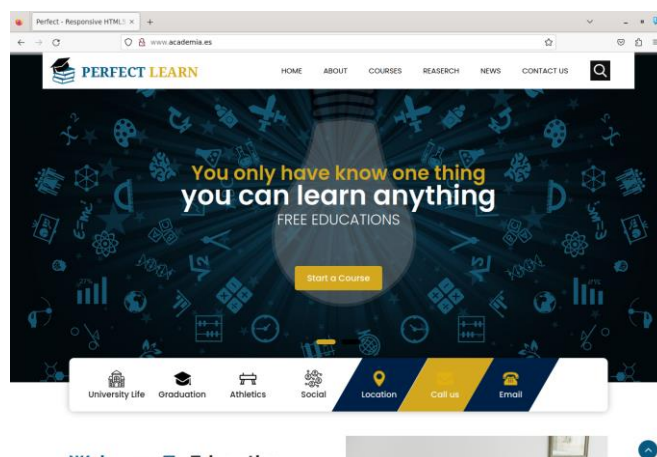 Perfect - Responsive HTML5
www.academia.es
PERFECT LEARN
HOME ABOUT COURSES REASERCH NEWS CONTACT US
You only have know one thing
you can learn anything
FREE EDUCATIONS
Start a Course
University Life Graduation Athletics Social Location Call us Email